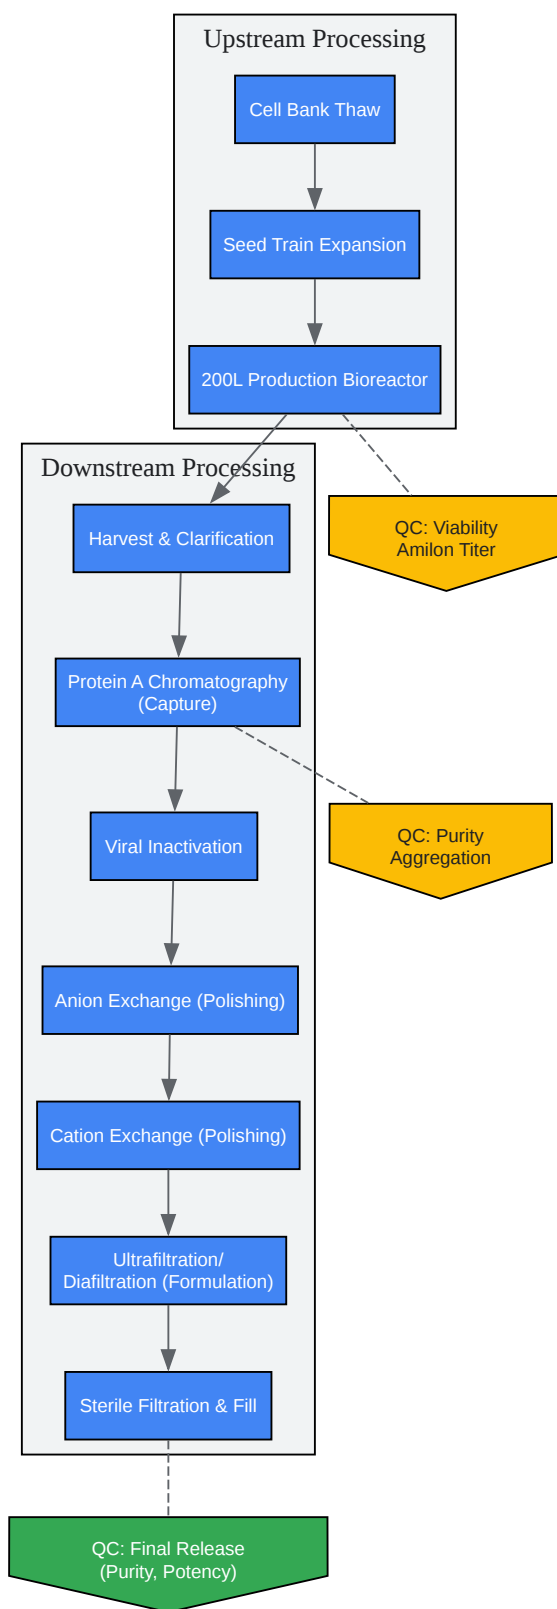 Upstream Processing
Cell Bank Thaw
Seed Train Expansion
200L Production Bioreactor
Downstream Processing
Harvest & Clarification
QC: Viability
Amilon Titer
Protein A Chromatography
(Capture)
Viral Inactivation
QC: Purity
Aggregation
Anion Exchange (Polishing)
Cation Exchange (Polishing)
Ultrafiltration/
Diafiltration (Formulation)
Sterile Filtration & Fill
QC: Final Release
(Purity, Potency)